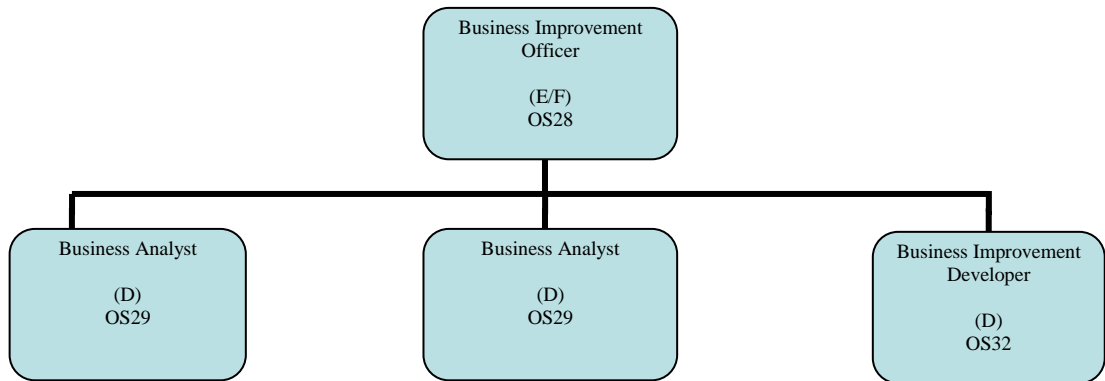 Business Improvement
Officer
(E/F)
OS28
Business Analyst
(D)
OS29
Business Analyst
(D)
OS29
Business Improvement
Developer
(D)
OS32